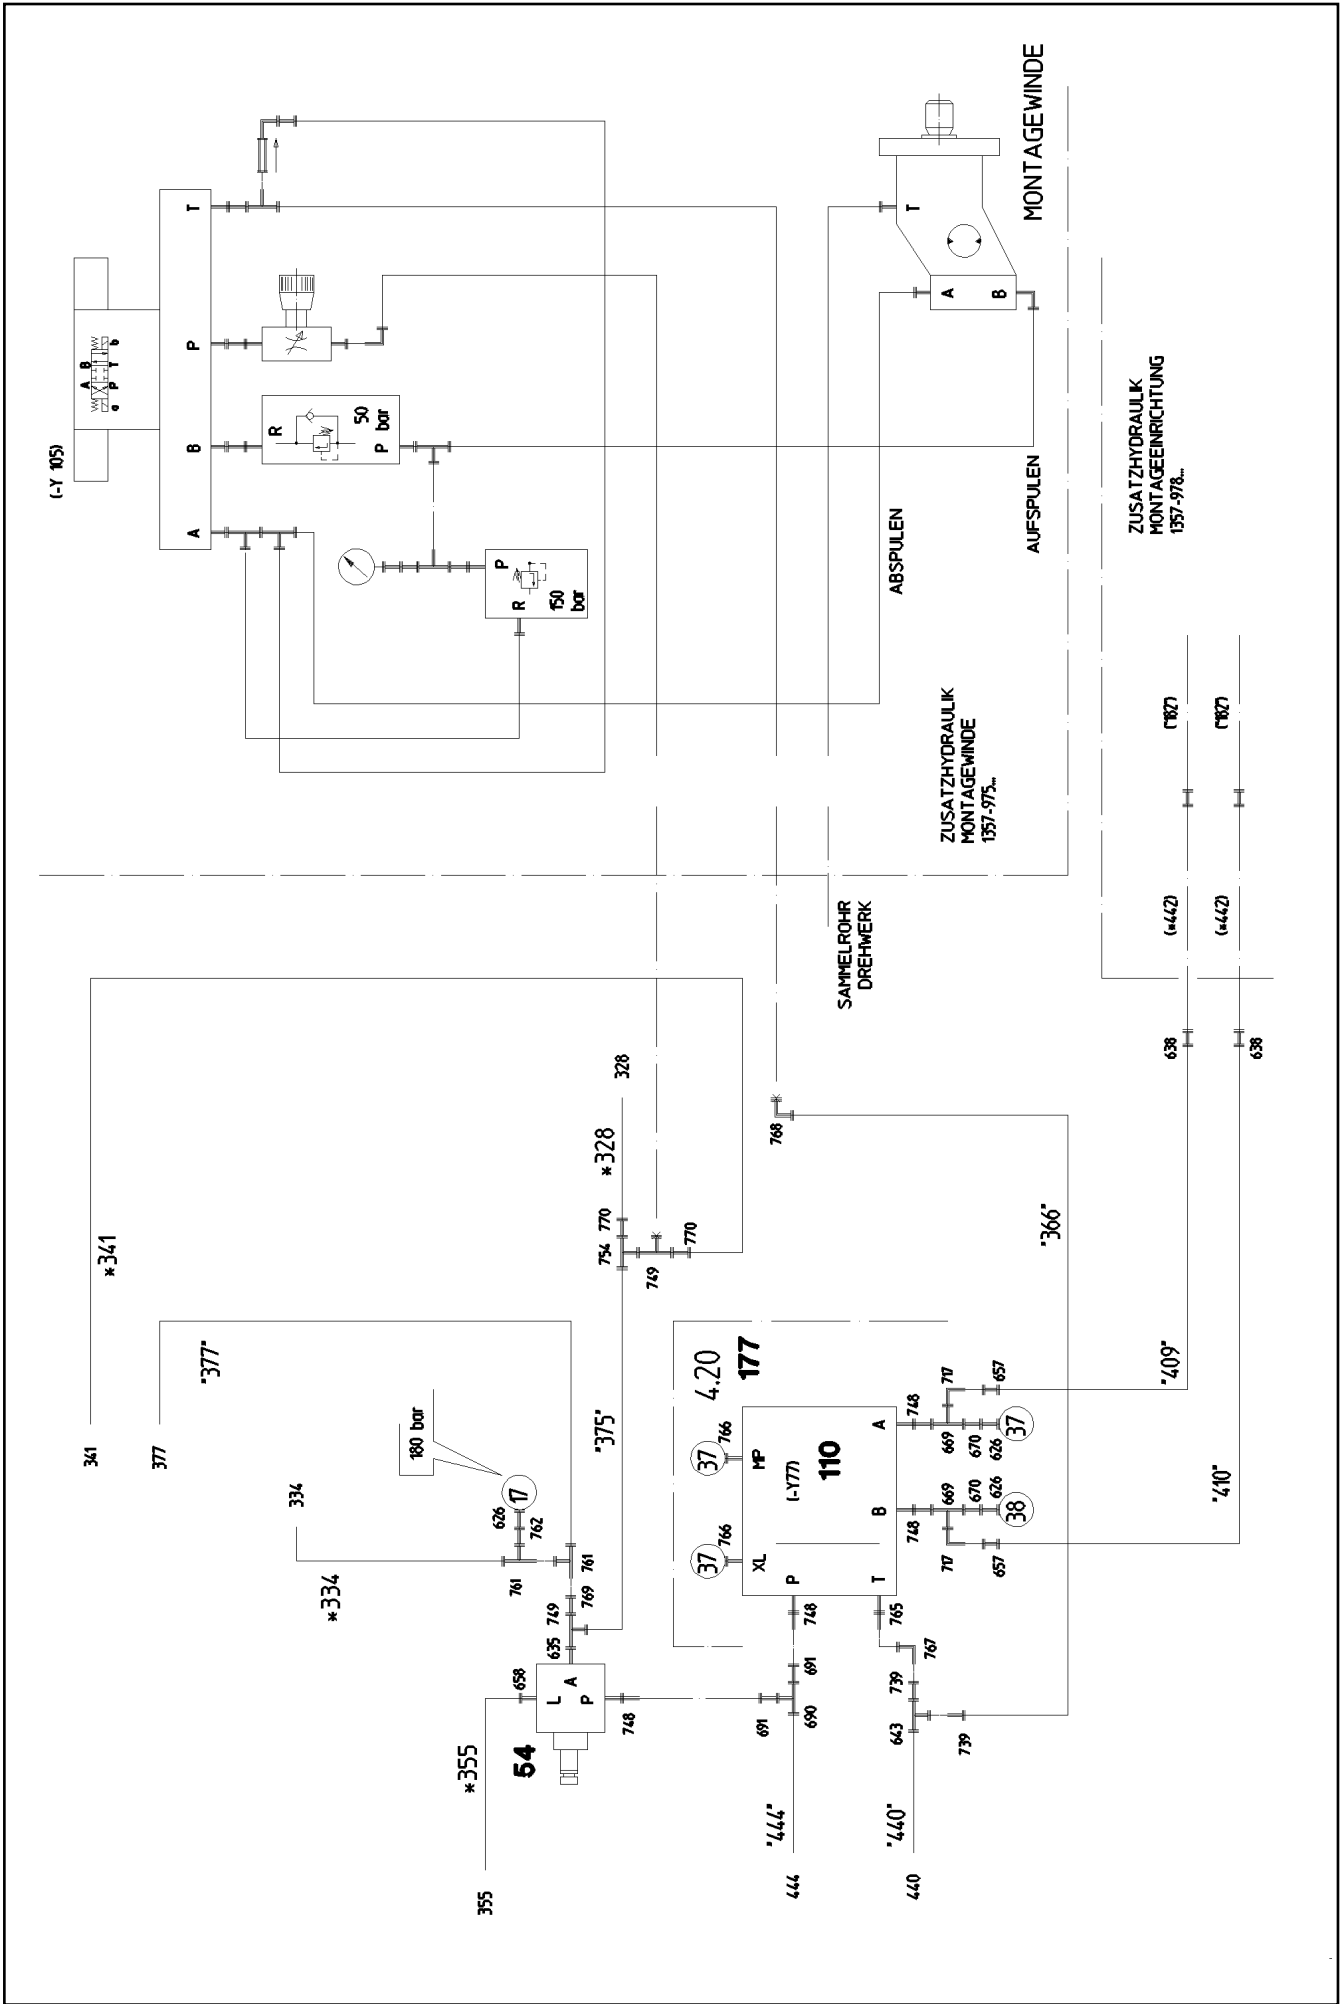 (-Y 105)
A B
a P T b
A
B
P
T
R
50
bar
P
P
R
150
bar
T
A
B
MONTAGEWINDE
ABSPULEN
AUFSPULEN
ZUSATZHYDRAULIK
MONTAGEWINDE
1357-975...
ZUSATZHYDRAULIK
MONTAGEEINRICHTUNG
1357-978...
SAMMELROHR
DREHWERK
("182")
("182")
(*442)
(*442)
638
638
341
*341
377
"377"
334
*334
180 bar
17
626
762
761
761
769
749
635
658
L
A
P
54
748
355
*355
"375"
328
*328
770
754
749
770
768
"366"
4.20
177
37
766
MP
37
766
XL
(-Y77)
110
A
B
P
T
748
669
717
670
626
657
37
748
669
717
670
626
657
38
"409"
"410"
748
691
691
690
765
767
739
643
739
444
"444"
440
"440"